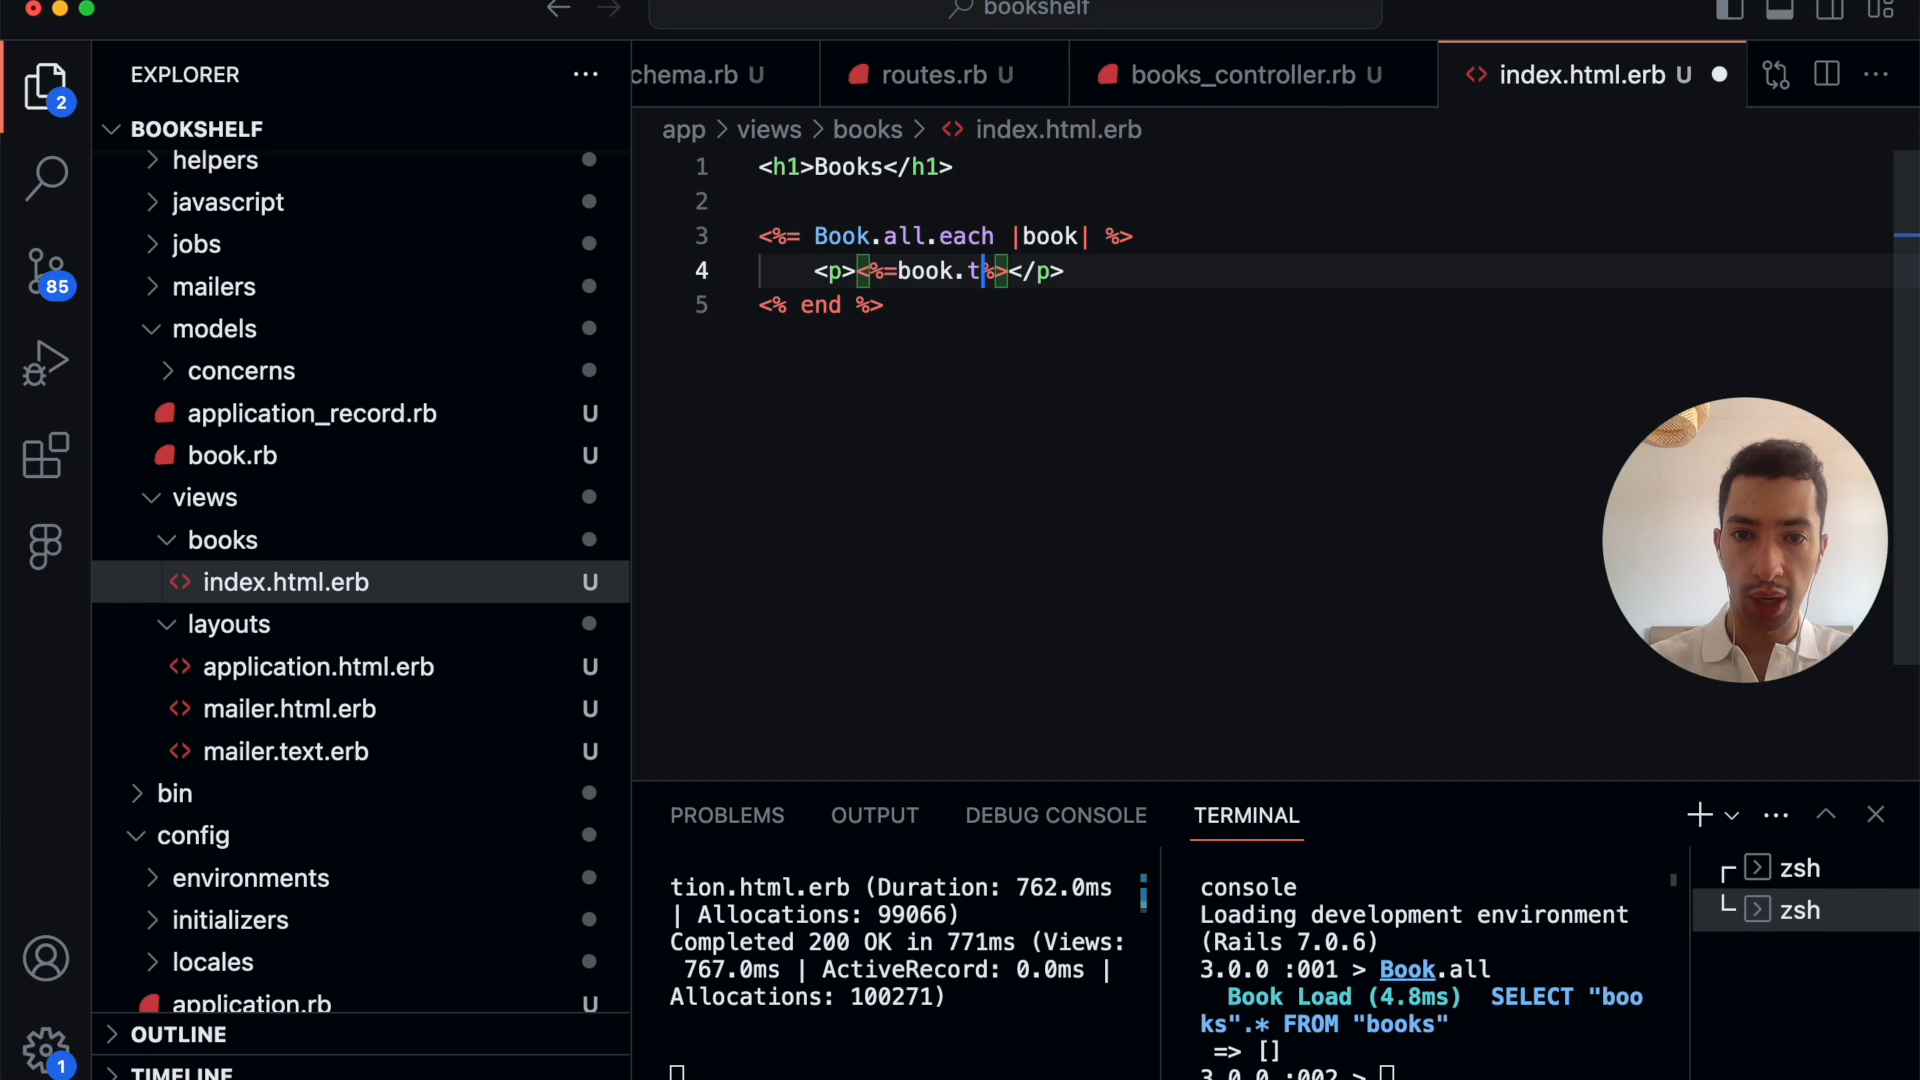 bookshelf
EXPLORER
BOOKSHELF
helpers
javascript
jobs
mailers
models
concerns
application_record.rb U
book.rb U
views
books
index.html.erb U
layouts
application.html.erb U
mailer.html.erb U
mailer.text.erb U
bin
config
environments
initializers
locales
application.rb U
OUTLINE
TIMELINE
2
85
1
chema.rb U
routes.rb U
books_controller.rb U
index.html.erb U
app > views > books > index.html.erb
1 <h1>Books</h1>
2
3 <%= Book.all.each |book| %>
4 <p><%=book.t%></p>
5 <% end %>
PROBLEMS OUTPUT DEBUG CONSOLE TERMINAL
tion.html.erb (Duration: 762.0ms
| Allocations: 99066)
Completed 200 OK in 771ms (Views:
767.0ms | ActiveRecord: 0.0ms |
Allocations: 100271)
console
Loading development environment
(Rails 7.0.6)
3.0.0 :001 > Book.all
Book Load (4.8ms) SELECT "boo
ks".* FROM "books"
=> []
3.0.0 :002 >
zsh
zsh